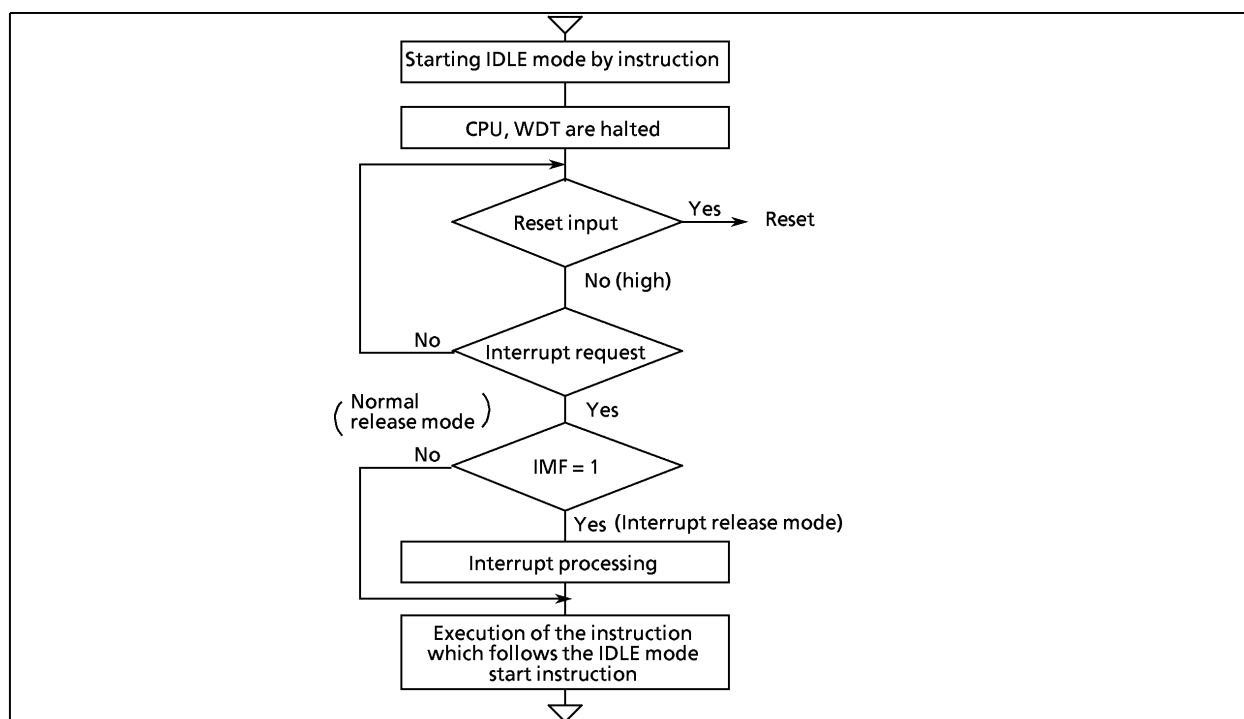 Starting IDLE mode by instruction
CPU, WDT are halted
Reset input
Yes
Reset
No (high)
No
Interrupt request
Yes
(Normal
release mode)
No
IMF = 1
Yes (Interrupt release mode)
Interrupt processing
Execution of the instruction
which follows the IDLE mode
start instruction